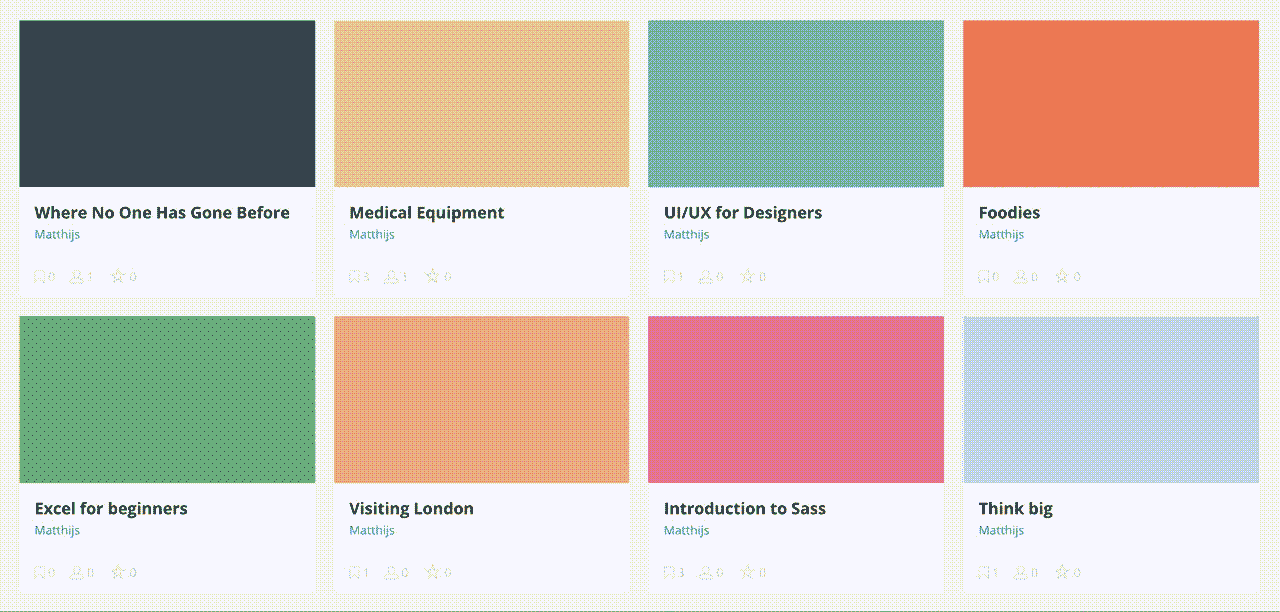 Where No One Has Gone Before
Matthijs
0 1 0
Medical Equipment
Matthijs
3 1 0
UI/UX for Designers
Matthijs
1 0 0
Foodies
Matthijs
0 0 0
Excel for beginners
Matthijs
0 0 0
Visiting London
Matthijs
1 0 0
Introduction to Sass
Matthijs
3 0 0
Think big
Matthijs
1 0 0